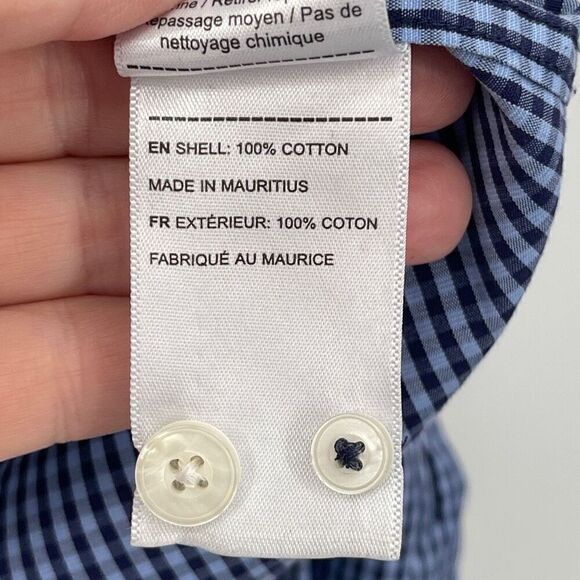 Repassage moyen / Pas de
nettoyage chimique
EN SHELL: 100% COTTON
MADE IN MAURITIUS
FR EXTÉRIEUR: 100% COTON
FABRIQUÉ AU MAURICE